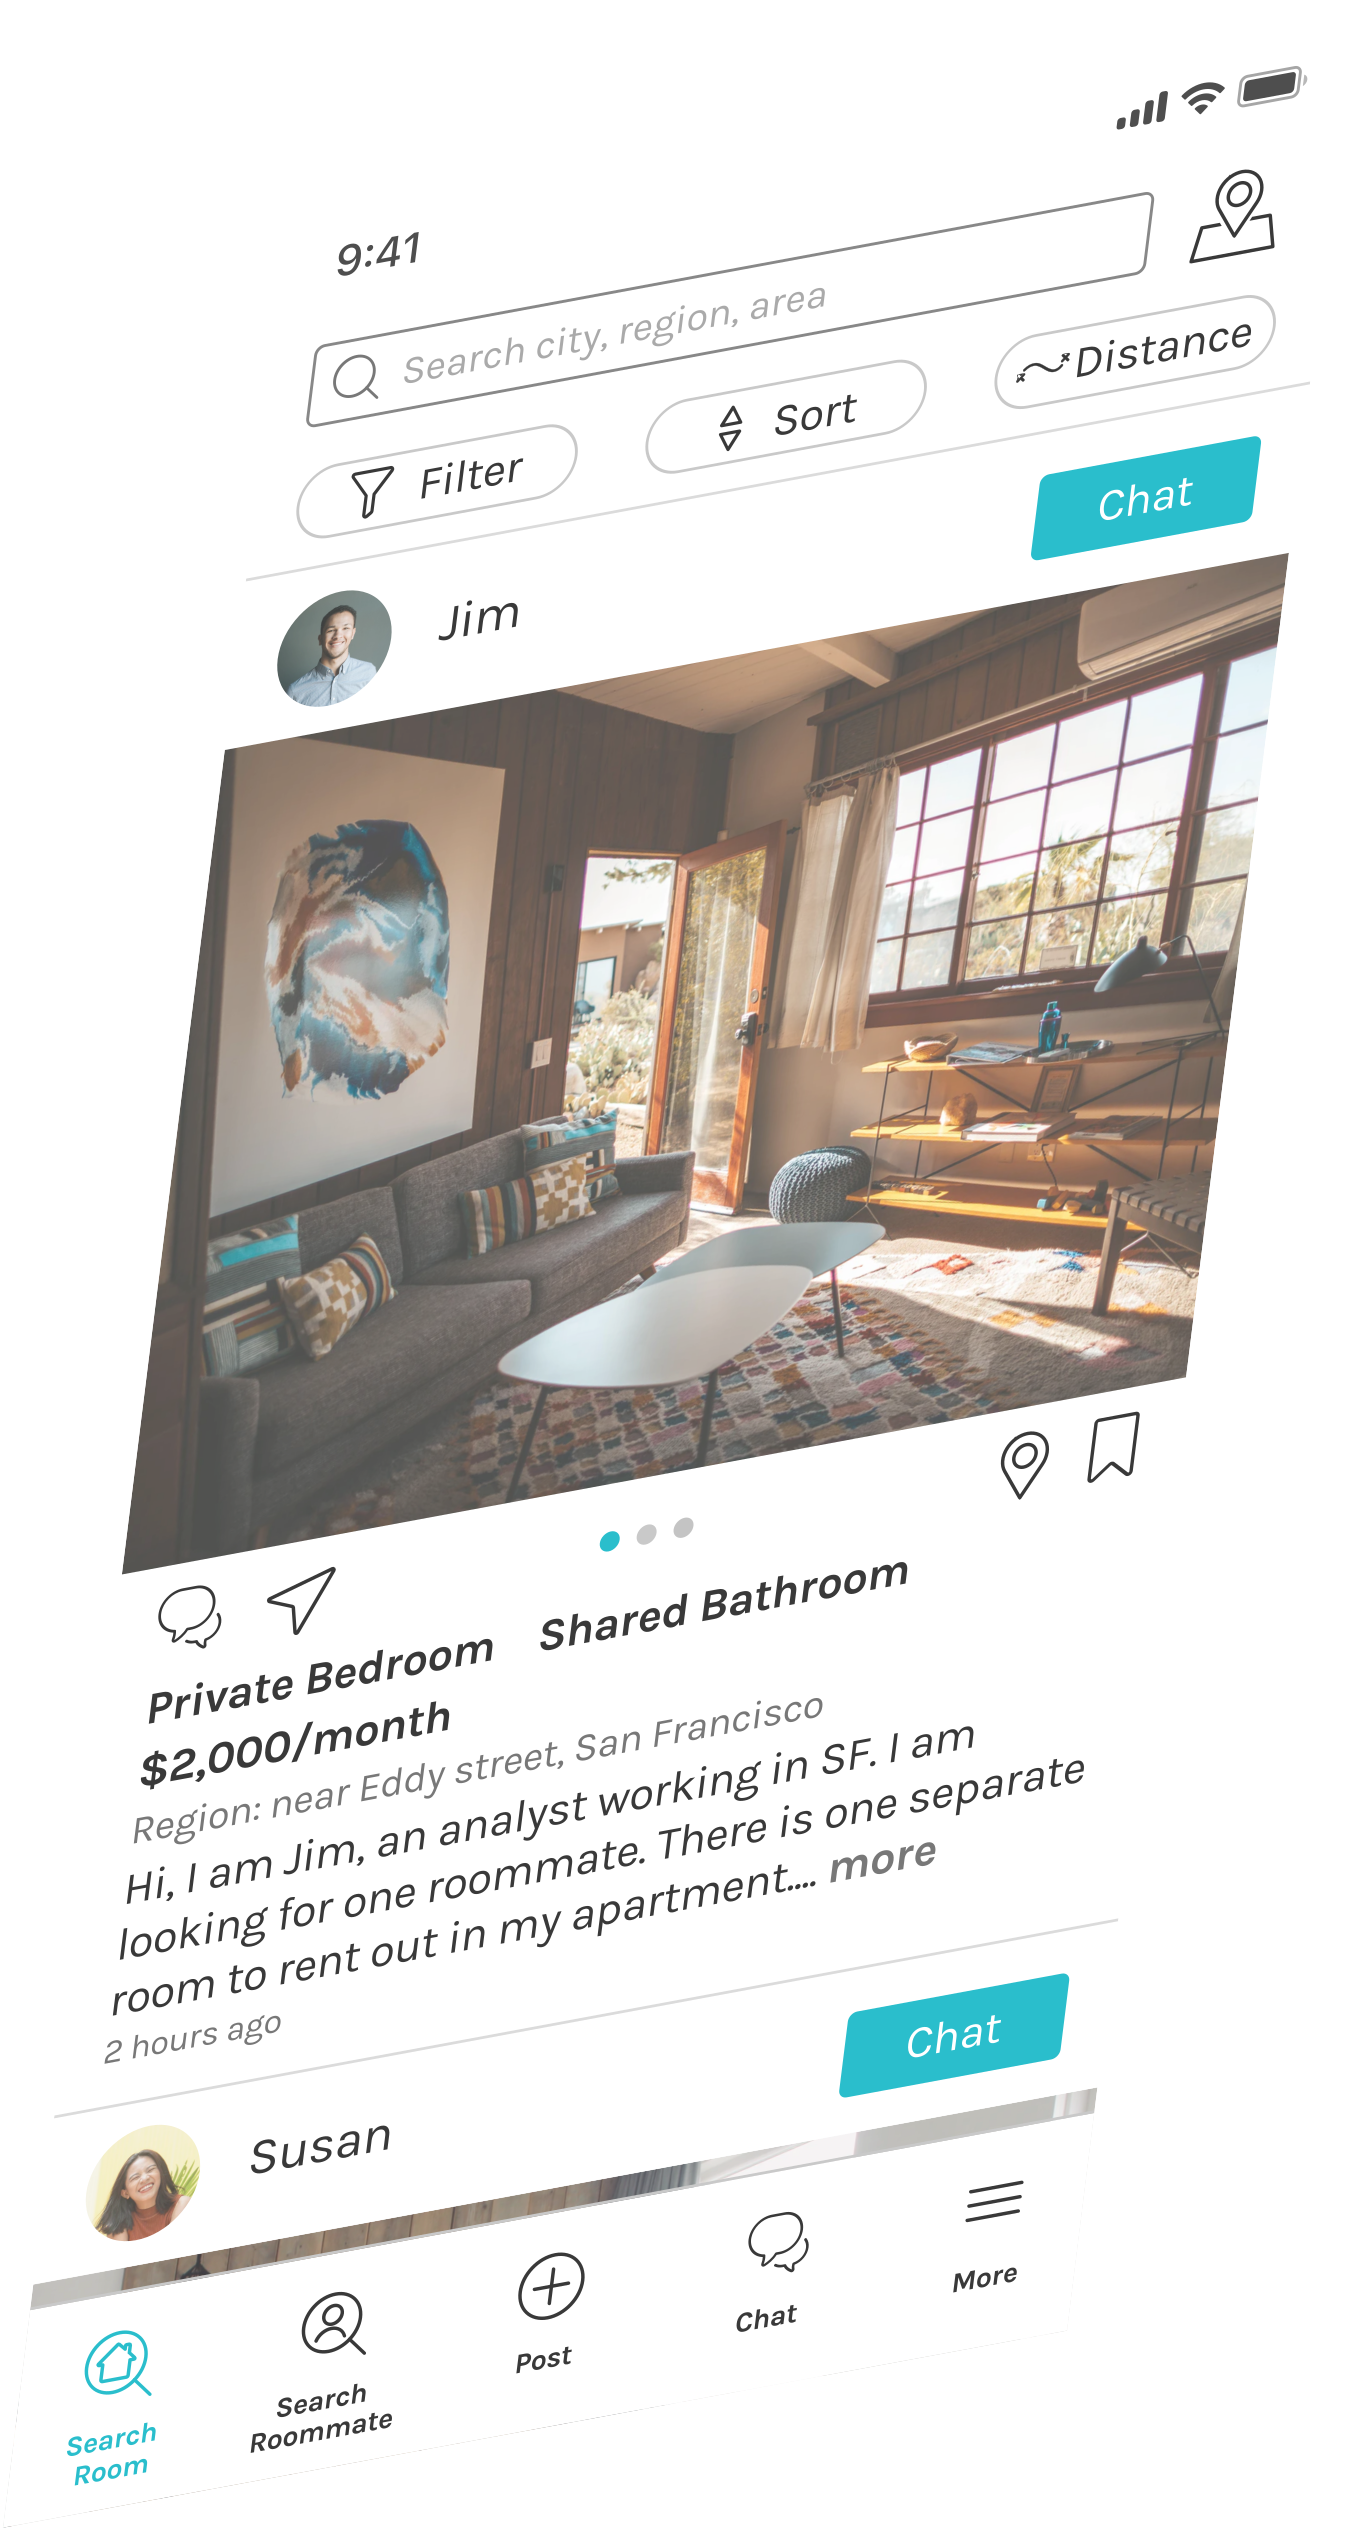 9:41
Search city, region, area
Filter
Sort
Distance
Jim
Chat
Private Bedroom Shared Bathroom
$2,000/month
Region: near Eddy street, San Francisco
Hi, I am Jim, an analyst working in SF. I am
looking for one roommate. There is one separate
room to rent out in my apartment.... more
2 hours ago
Susan
Chat
Search
Room
Search
Roommate
Post
Chat
More